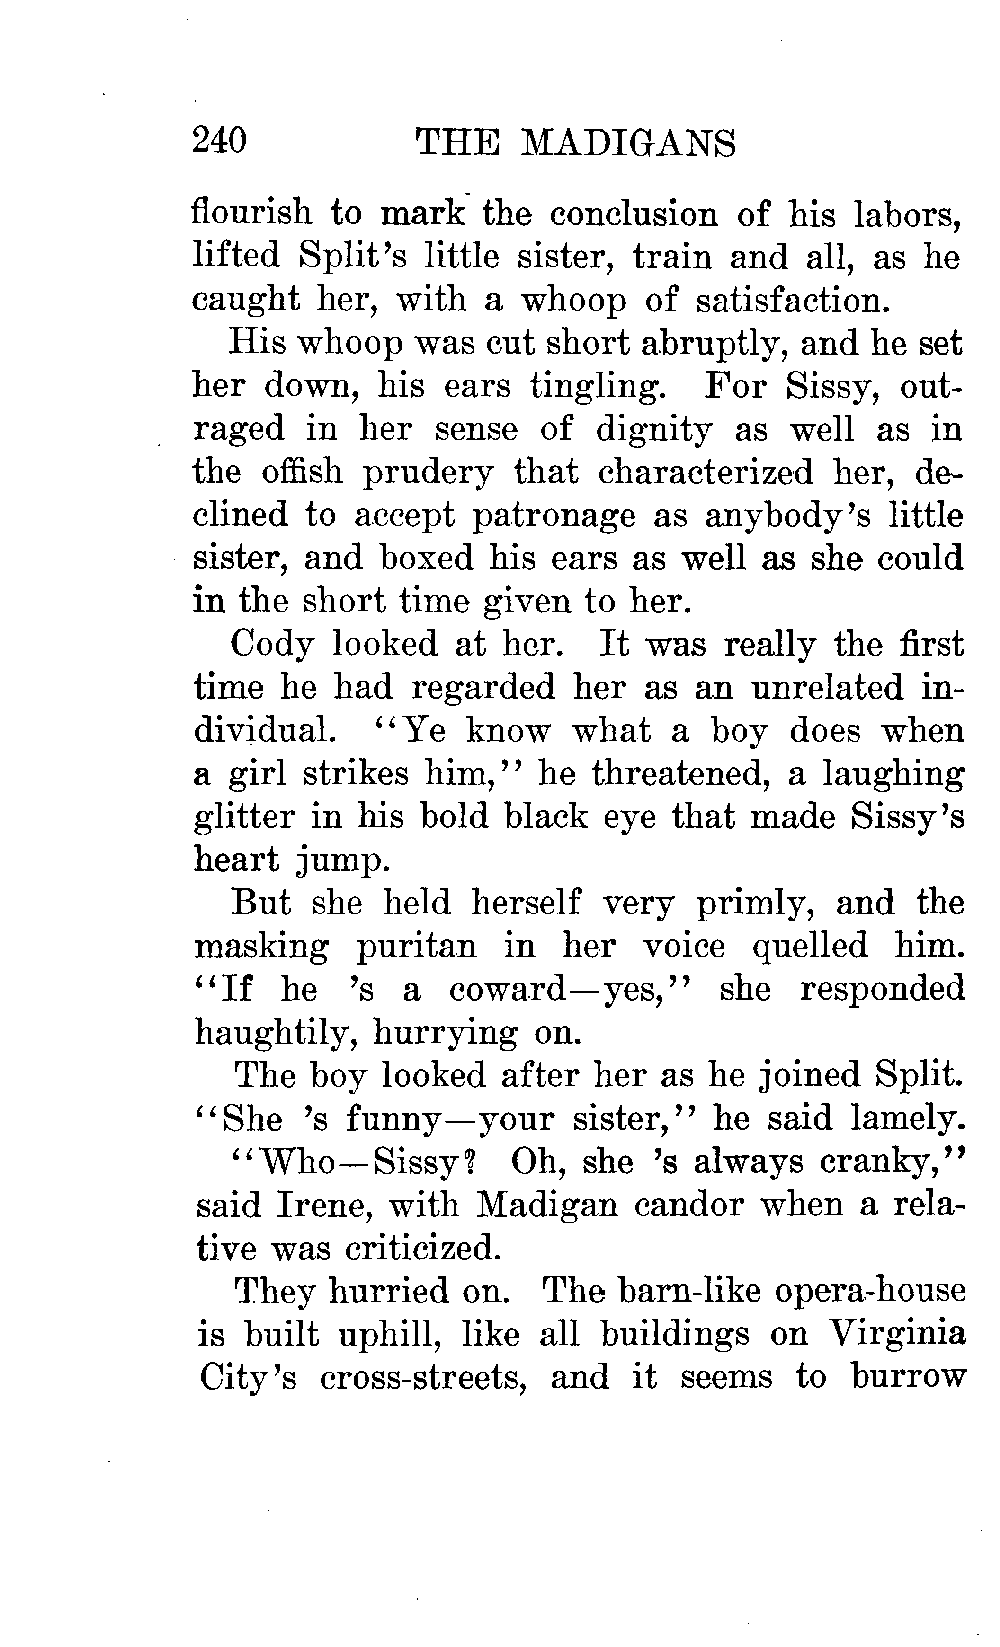 240 THE MADIGANS
flourish to mark the conclusion of his labors,
lifted Split's little sister, train and all, as he
caught her, with a whoop of satisfaction.
His whoop was cut short abruptly, and he set
her down, his ears tingling. For Sissy, out-
raged in her sense of dignity as well as in
the offish prudery that characterized her, de-
clined to accept patronage as anybody's little
sister, and boxed his ears as well as she could
in the short time given to her.
Cody looked at her. It was really the first
time he had regarded her as an unrelated in-
dividual. "Ye know what a boy does when
a girl strikes him," he threatened, a laughing
glitter in his bold black eye that made Sissy's
heart jump.
But she held herself very primly, and the
masking puritan in her voice quelled him.
"If he 's a coward—yes," she responded
haughtily, hurrying on.
The boy looked after her as he joined Split.
"She 's funny—your sister," he said lamely.
"Who—Sissy? Oh, she 's always cranky,"
said Irene, with Madigan candor when a rela-
tive was criticized.
They hurried on. The barn-like opera-house
is built uphill, like all buildings on Virginia
City's cross-streets, and it seems to burrow